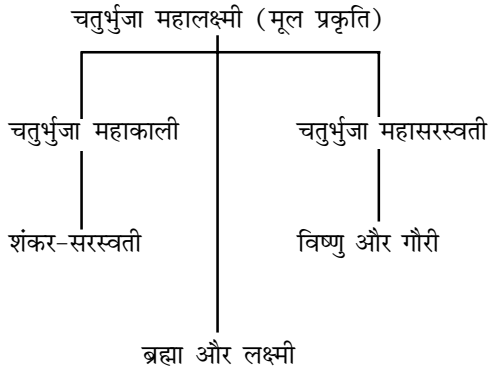 चतुर्भुजा महालक्ष्मी (मूल प्रकृति)
चतुर्भुजा महाकाली
चतुर्भुजा महासरस्वती
शंकर-सरस्वती
विष्णु और गौरी
ब्रह्मा और लक्ष्मी